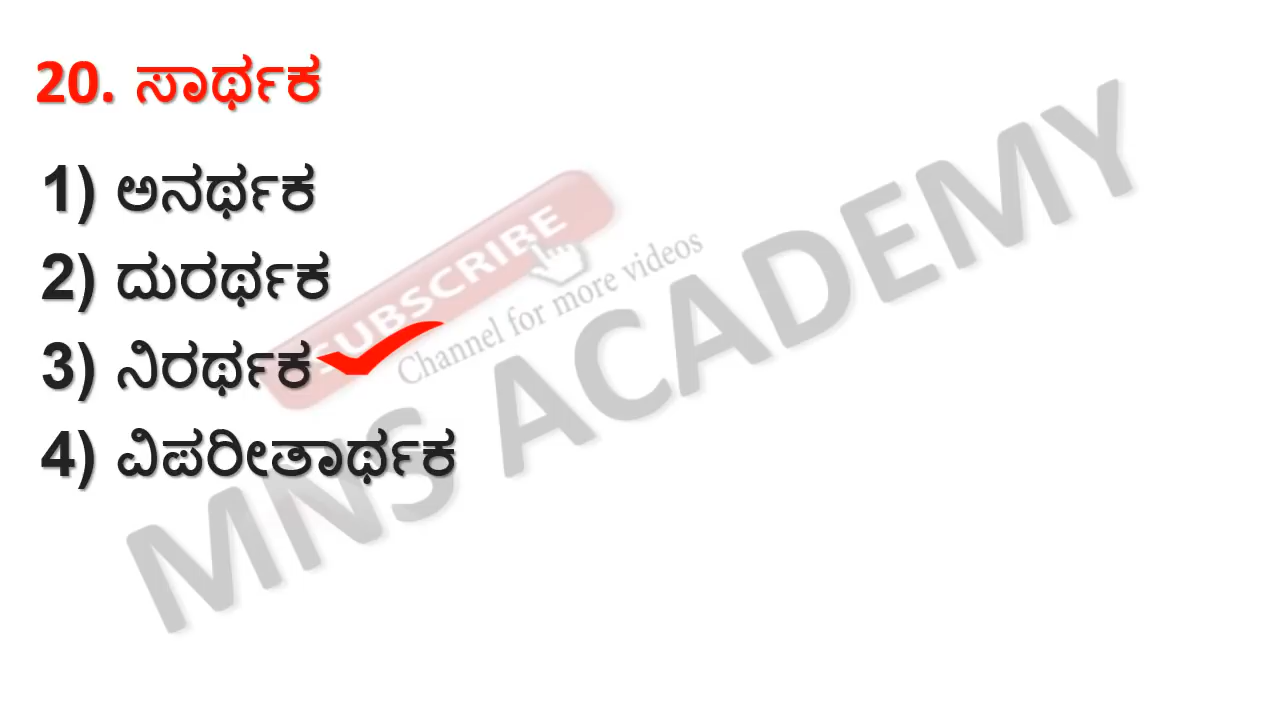 20. ಸಾರ್ಥಕ
1) ಅನರ್ಥಕ
2) ದುರರ್ಥಕ
3) ನಿರರ್ಥಕ
4) ವಿಪರೀತಾರ್ಥಕ
SUBSCRIBE
Channel for more videos
MNS ACADEMY